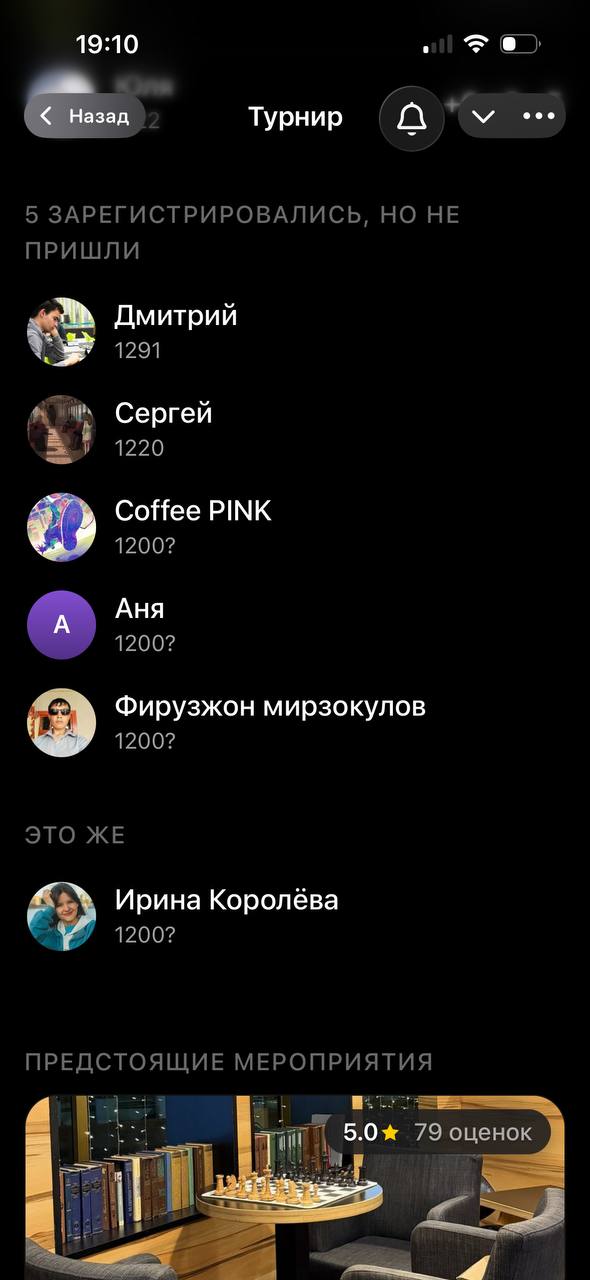 19:10
Назад
Турнир
5 ЗАРЕГИСТРИРОВАЛИСЬ, НО НЕ
ПРИШЛИ
Дмитрий
1291
Сергей
1220
Coffee PINK
1200?
А
Аня
1200?
Фирузжон мирзокулов
1200?
ЭТО ЖЕ
Ирина Королёва
1200?
ПРЕДСТОЯЩИЕ МЕРОПРИЯТИЯ
5.0 79 оценок